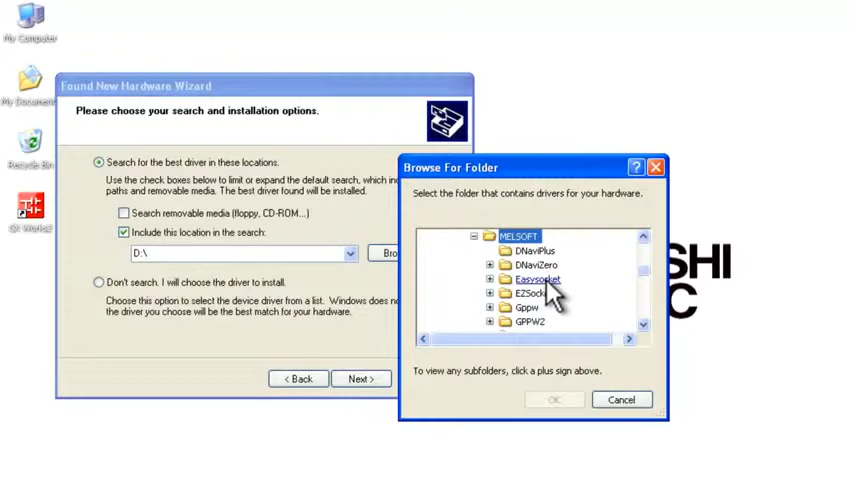 My Computer
My Document
Recycle Bin
GX Works2
Found New Hardware Wizard
Please choose your search and installation options.
Search for the best driver in these locations.
Use the check boxes below to limit or expand the default search, which inc
paths and removable media. The best driver found will be installed.
Search removable media (floppy, CD-ROM...)
Include this location in the search:
D:\
Bro
Don't search. I will choose the driver to install.
Choose this option to select the device driver from a list. Windows does no
the driver you choose will be the best match for your hardware.
< Back
Next >
Browse For Folder
Select the folder that contains drivers for your hardware.
MELSOFT
DNaviPlus
DNaviZero
Easysocket
EZSock
Gppw
GPPW2
To view any subfolders, click a plus sign above.
OK
Cancel
SHI
C